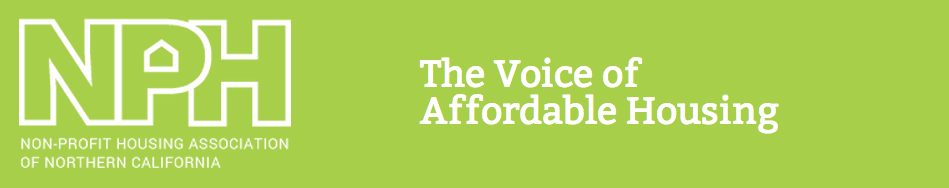 NPH
NON-PROFIT HOUSING ASSOCIATION
OF NORTHERN CALIFORNIA
The Voice of
Affordable Housing